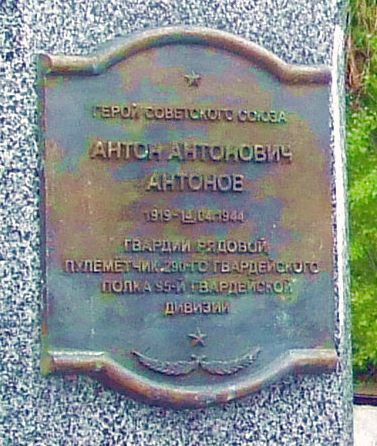 ГЕРОЙ СОВЕТСКОГО СОЮЗА
АНТОН АНТОНОВИЧ
АНТОНОВ
1919-14.04.1944
ГВАРДИИ РЯДОВОЙ,
ПУЛЕМЁТЧИК 290-ГО ГВАРДЕЙСКОГО
ПОЛКА 95-Й ГВАРДЕЙСКОЙ
ДИВИЗИИ